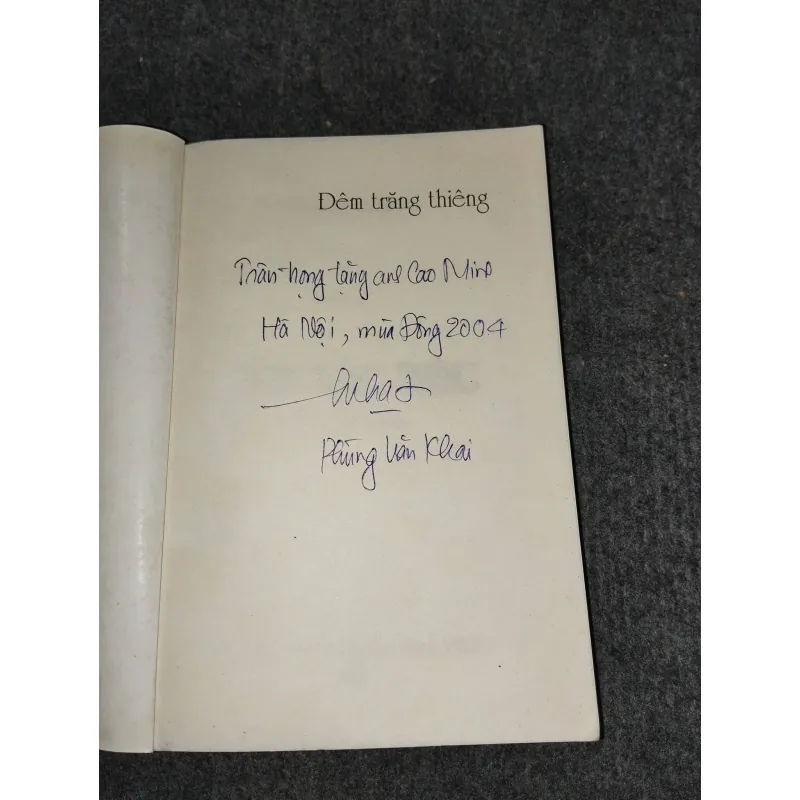 Đêm trăng thiêng
Trân trọng tặng anh Cao Minh
Hà Nội, mùa Đông 2004
Phùng Văn Khai